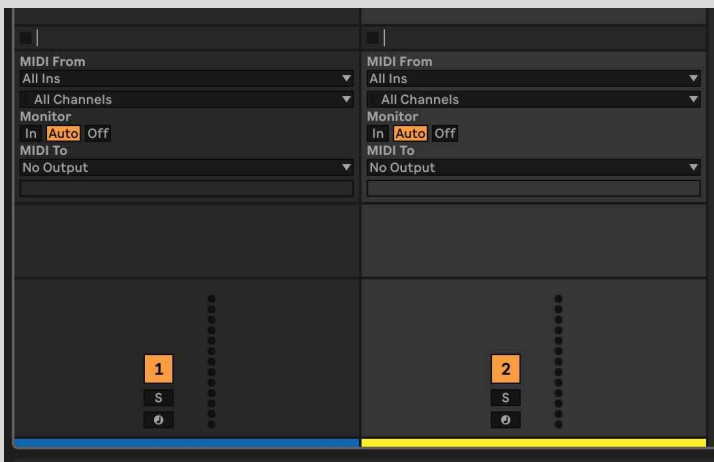 MIDI From MIDI From
All Ins All Ins
All Channels All Channels
Monitor Monitor
In Auto Off In Auto Off
MIDI To MIDI To
No Output No Output
1 2
S S